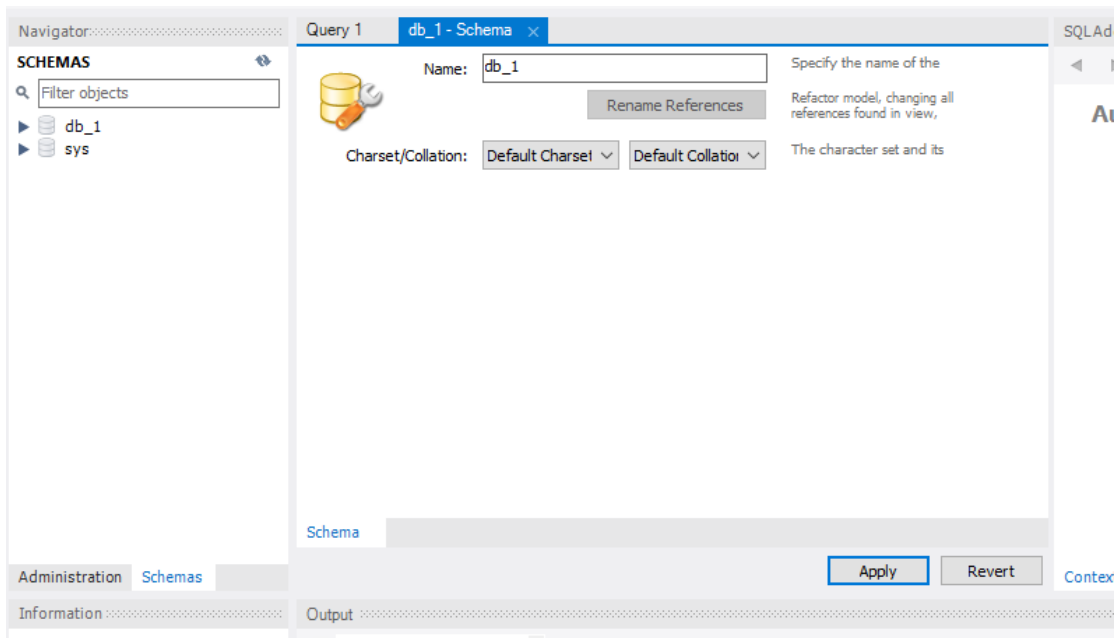 Navigator
SCHEMAS
Filter objects
db_1
sys
Administration Schemas
Information
Query 1 db_1 - Schema
Name: db_1
Specify the name of the
Rename References
Refactor model, changing all
references found in view,
Charset/Collation: Default Charset Default Collation
The character set and its
Schema
Apply Revert
Output
SQLAd
Au
Contex